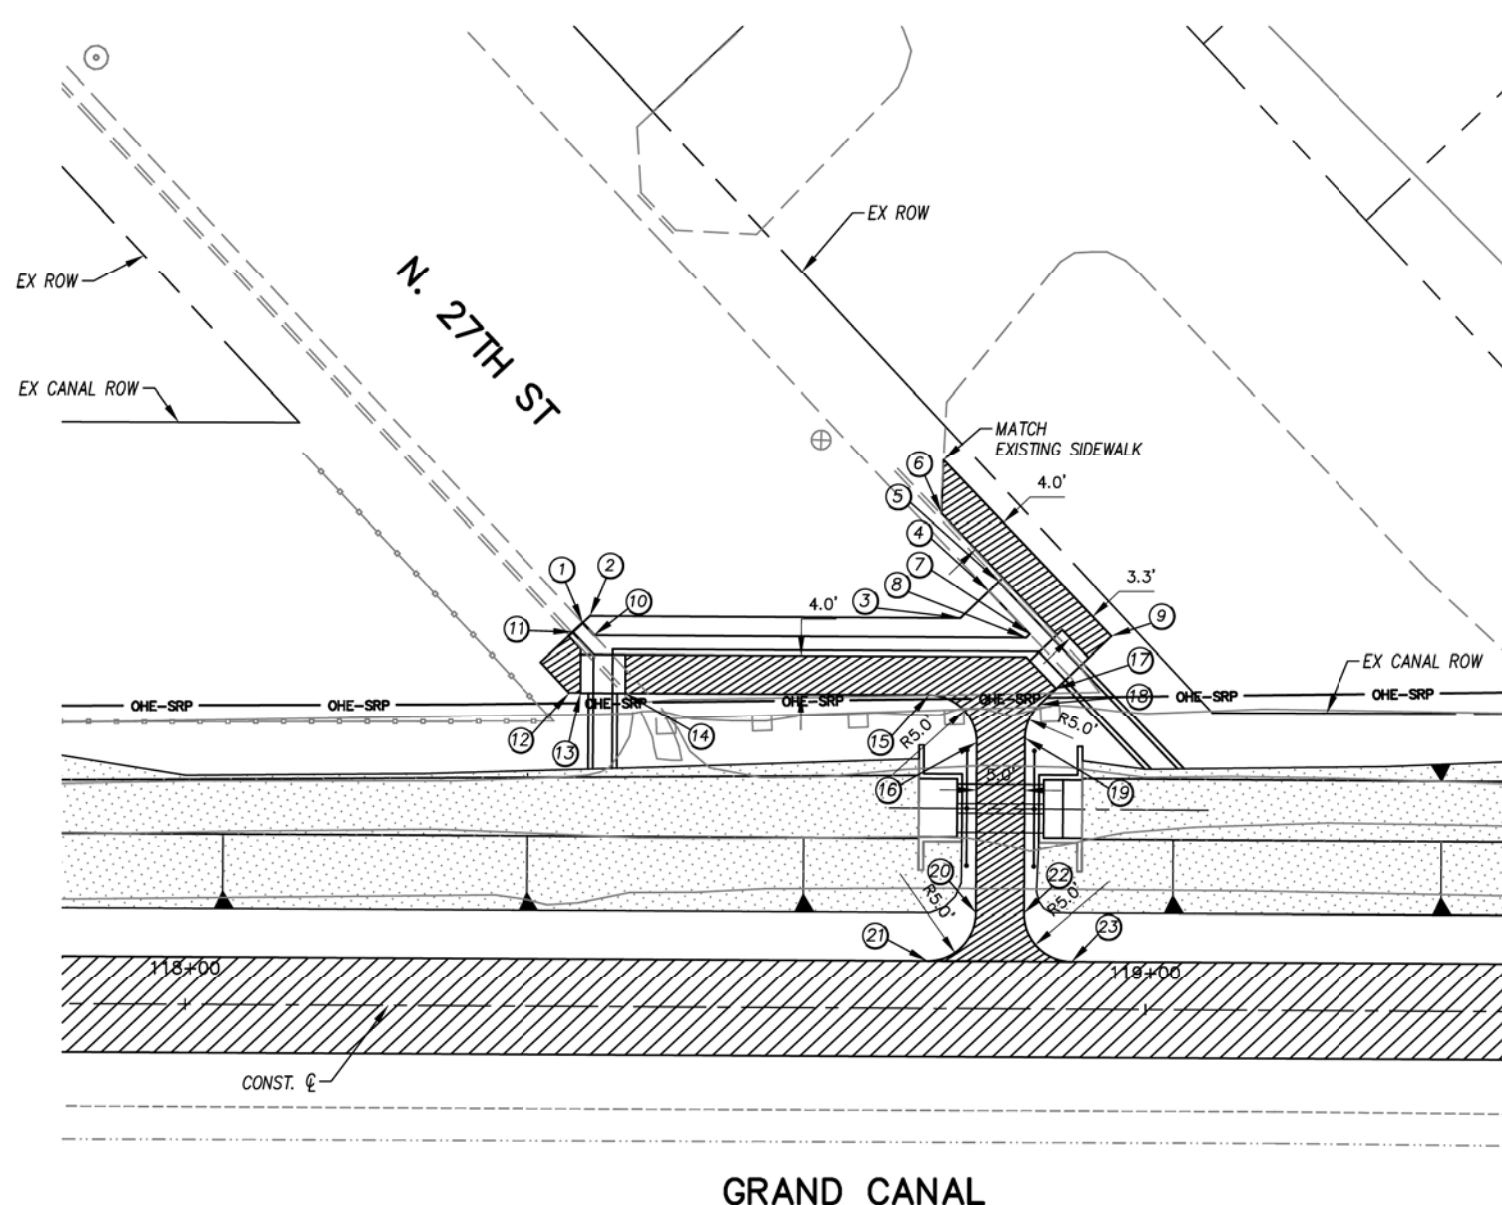 EX ROW
EX ROW
N. 27TH ST
EX CANAL ROW
MATCH
EXISTING SIDEWALK
6
4.0'
5
4
7
3.3'
1
2
8
3
4.0'
10
11
9
17
EX CANAL ROW
18
OHE-SRP
OHE-SRP
OHE-SRP
OHE-SRP
OHE-SRP
OHE-SRP
OHE-SRP
12
13
14
15
R5.0'
R5.0'
16
5.0'
19
20
22
R5.0'
R5.0'
21
23
118+00
119+00
CONST. ℄
GRAND CANAL